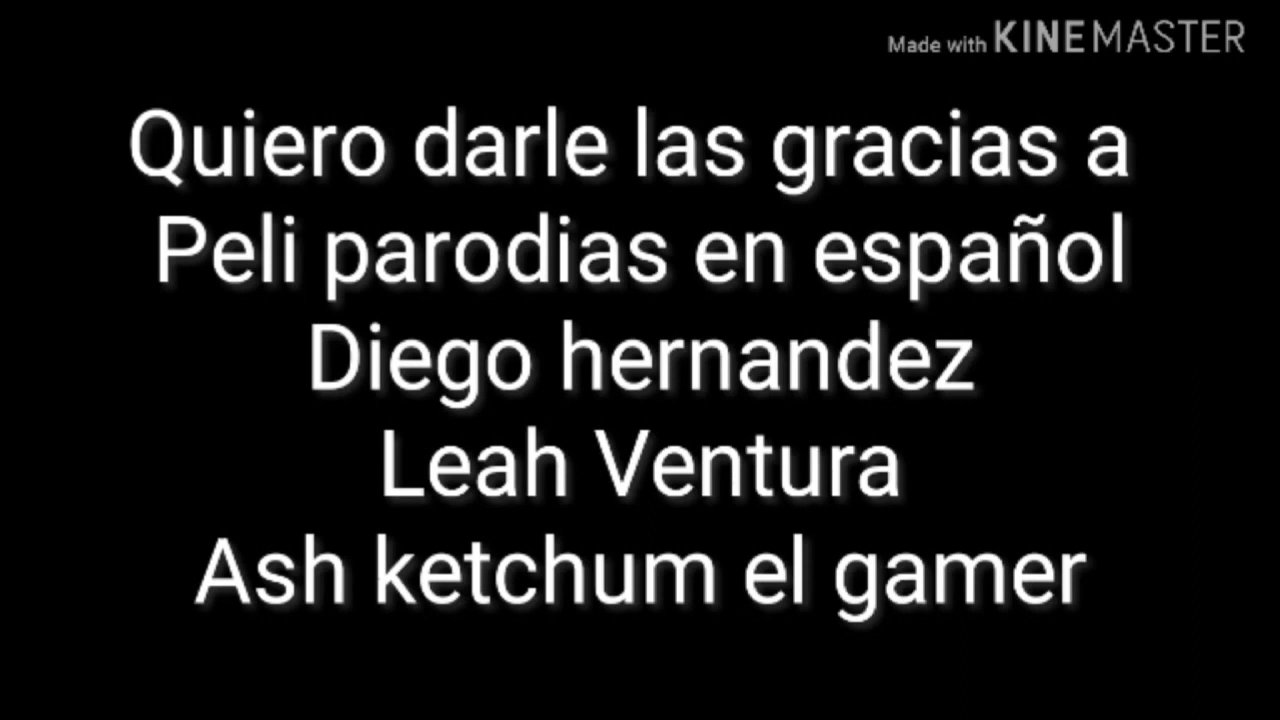 Made with KINEMASTER
Quiero darle las gracias a
Peli parodias en español
Diego hernandez
Leah Ventura
Ash ketchum el gamer